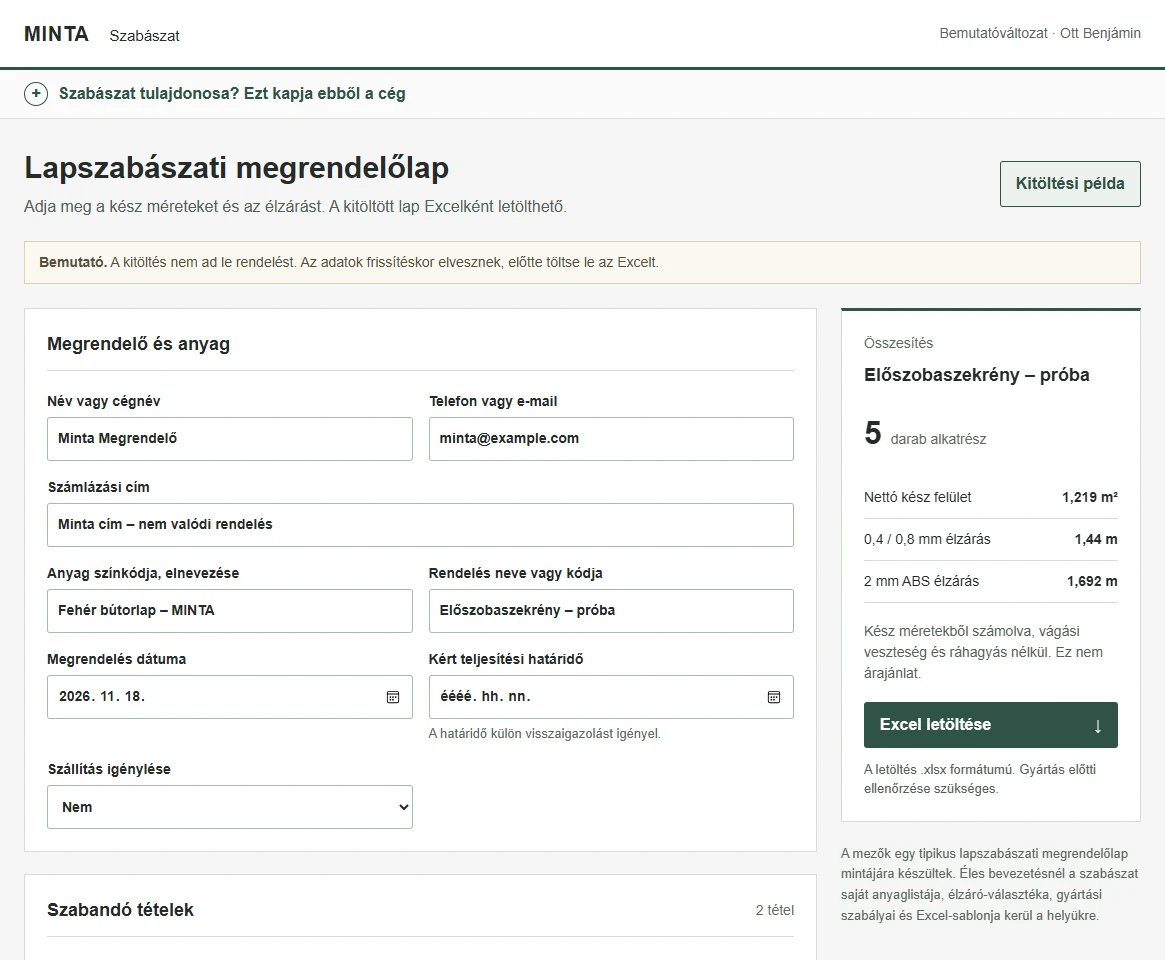 MINTA Szabászat
Bemutatóváltozat · Ott Benjámin
+ Szabászat tulajdonosa? Ezt kapja ebből a cég
Lapszabászati megrendelőlap
Adja meg a kész méreteket és az élzárást. A kitöltött lap Excelként letölthető.
Kitöltési példa
Bemutató. A kitöltés nem ad le rendelést. Az adatok frissítéskor elvesznek, előtte töltse le az Excelt.
Megrendelő és anyag
Név vagy cégnév
Minta Megrendelő
Telefon vagy e-mail
minta@example.com
Számlázási cím
Minta cím – nem valódi rendelés
Anyag színkódja, elnevezése
Fehér bútorlap – MINTA
Rendelés neve vagy kódja
Előszobaszekrény – próba
Megrendelés dátuma
2026. 11. 18.
Kért teljesítési határidő
éééé. hh. nn.
A határidő külön visszaigazolást igényel.
Szállítás igénylése
Nem
Szabandó tételek
2 tétel
Összesítés
Előszobaszekrény – próba
5 darab alkatrész
Nettó kész felület 1,219 m²
0,4 / 0,8 mm élzárás 1,44 m
2 mm ABS élzárás 1,692 m
Kész méretekből számolva, vágási
veszteség és ráhagyás nélkül. Ez nem
árajánlat.
Excel letöltése ↓
A letöltés .xlsx formátumú. Gyártás előtti
ellenőrzése szükséges.
A mezők egy tipikus lapszabászati megrendelőlap
mintájára készültek. Éles bevezetésnél a szabászat
saját anyaglistája, élzáró-választéka, gyártási
szabályai és Excel-sablonja kerül a helyükre.